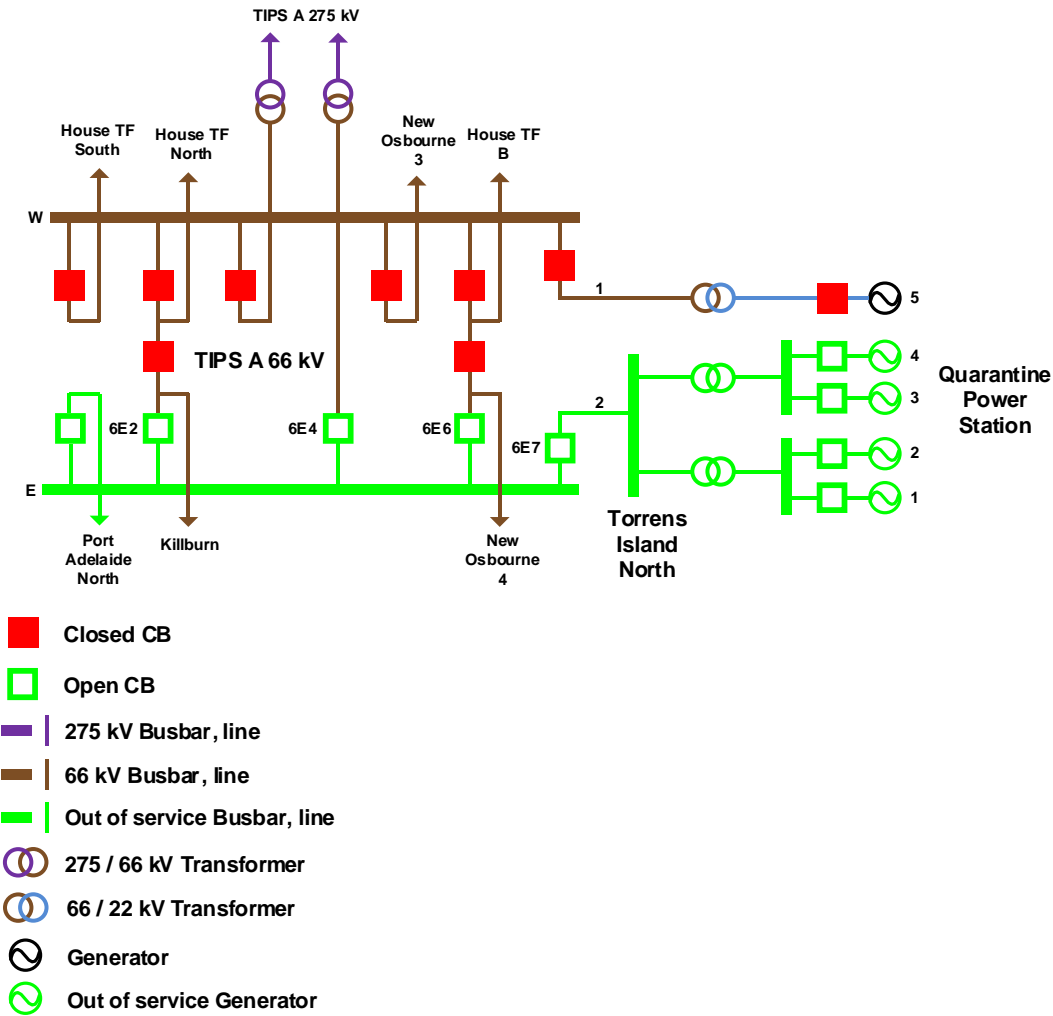 TIPS A 275 kV
House TF
South
House TF
North
New
Osbourne
3
House TF
B
W
1
5
TIPS A 66 kV
4
3
Quarantine
Power
Station
2
6E2
6E4
6E6
6E7
2
1
E
Port
Adelaide
North
Killburn
New
Osbourne
4
Torrens
Island
North
Closed CB
Open CB
275 kV Busbar, line
66 kV Busbar, line
Out of service Busbar, line
275 / 66 kV Transformer
66 / 22 kV Transformer
Generator
Out of service Generator